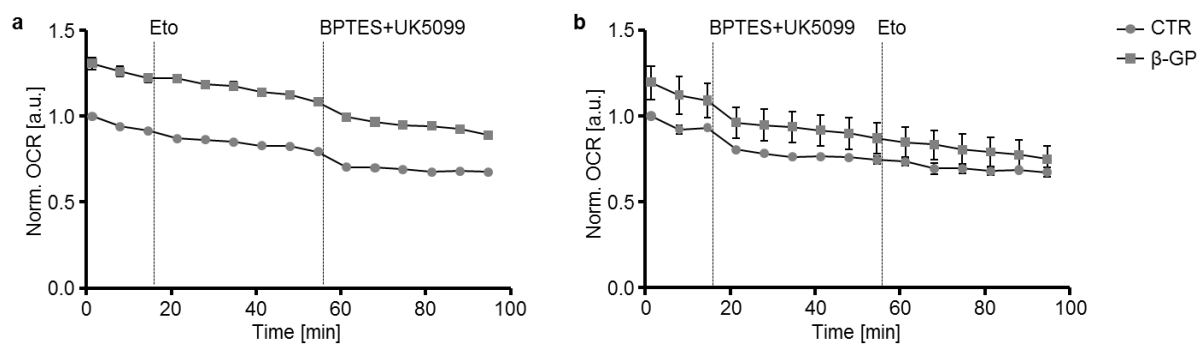 a
Eto
BPTES+UK5099
1.5
1.0
0.5
0.0
Norm. OCR [a.u.]
0
20
40
60
80
100
Time [min]
b
BPTES+UK5099
Eto
1.5
1.0
0.5
0.0
Norm. OCR [a.u.]
0
20
40
60
80
100
Time [min]
CTR
β-GP